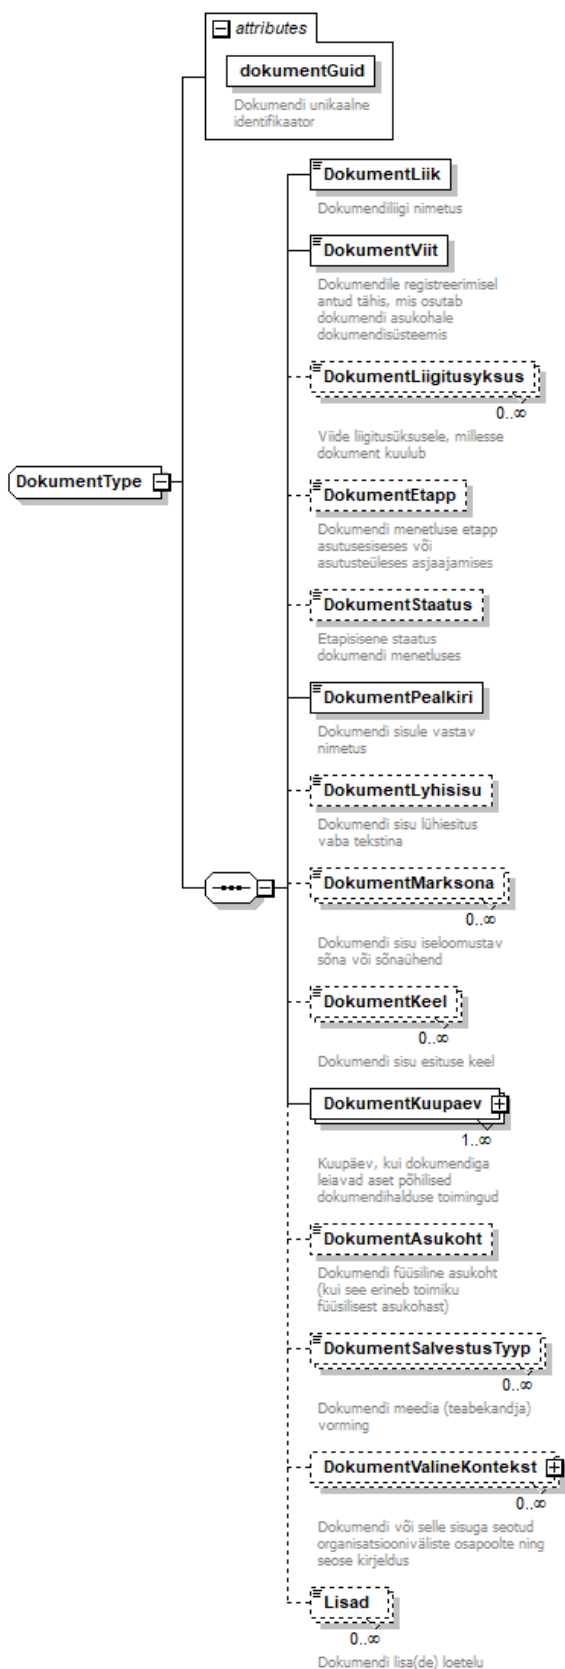 attributes
dokumentGuid
Dokumendi unikaalne
identifikaator
DokumentLiik
Dokumendiliigi nimetus
DokumentViit
Dokumendile registreerimisel
antud tähis, mis osutab
dokumendi asukohale
dokumendisüsteemis
DokumentLiigitusyksus
0..∞
Viide liigitusüksusele, millesse
dokument kuulub
DokumentType
DokumentEtapp
Dokumendi menetluse etapp
asutusesiseses või
asutusteüleses asjaajamises
DokumentStaatus
Etapisisene staatus
dokumendi menetluses
DokumentPealkiri
Dokumendi sisule vastav
nimetus
DokumentLyhisisu
Dokumendi sisu lühiesitus
vaba tekstina
DokumentMarksona
0..∞
Dokumendi sisu iseloomustav
sõna või sõnaühend
DokumentKeel
0..∞
Dokumendi sisu esituse keel
DokumentKuupaev
1..∞
Kuupäev, kui dokumendiga
leiavad aset põhilised
dokumendihalduse toimingud
DokumentAsukoht
Dokumendi füüsiline asukoht
(kui see erineb toimiku
füüsilisest asukohast)
DokumentSalvestusTyyp
0..∞
Dokumendi meedia (teabekandja)
vorming
DokumentValineKontekst
0..∞
Dokumendi või selle sisuga seotud
organisatsiooniväliste osapoolte ning
seose kirjeldus
Lisad
0..∞
Dokumendi lisa(de) loetelu